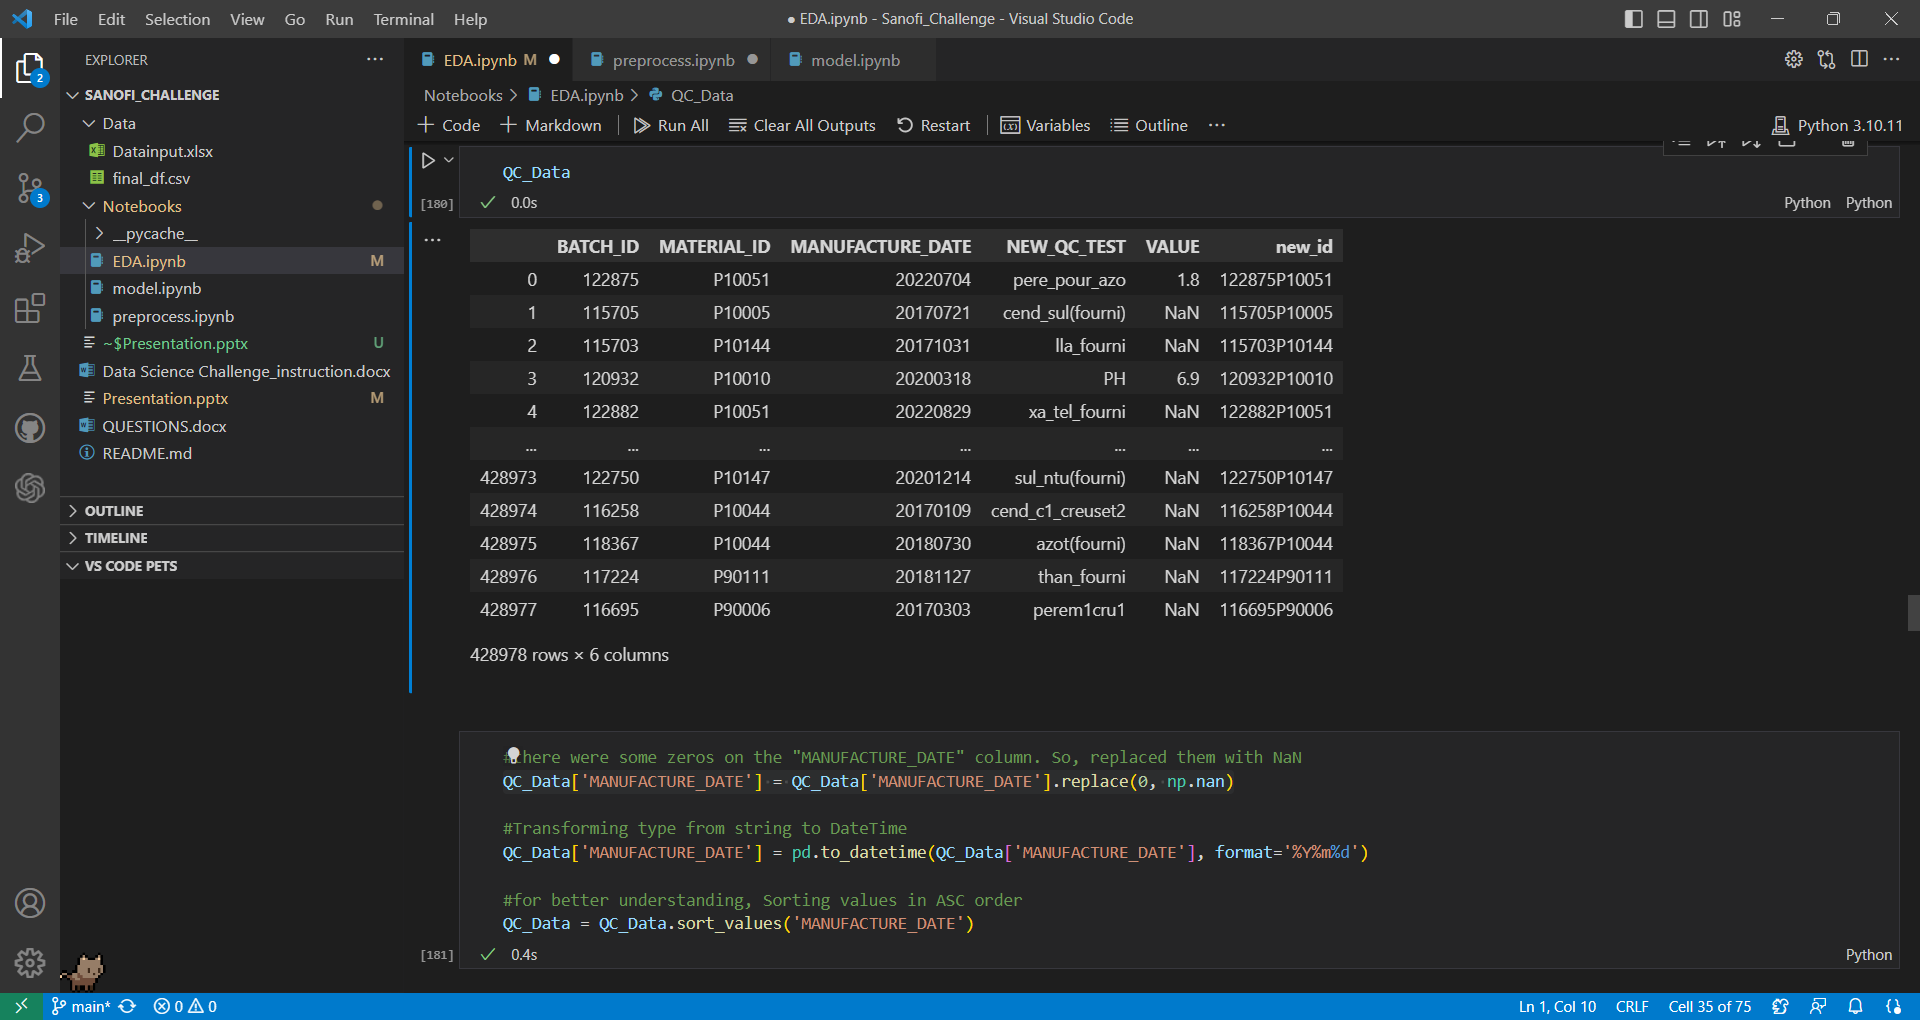 File Edit Selection View Go Run Terminal Help
● EDA.ipynb - Sanofi_Challenge - Visual Studio Code
EXPLORER
SANOFI_CHALLENGE
Data
Datainput.xlsx
final_df.csv
Notebooks
__pycache__
EDA.ipynb M
model.ipynb
preprocess.ipynb
~$Presentation.pptx U
Data Science Challenge_instruction.docx
Presentation.pptx M
QUESTIONS.docx
README.md
OUTLINE
TIMELINE
VS CODE PETS
2
3
EDA.ipynb M preprocess.ipynb model.ipynb
Notebooks > EDA.ipynb > QC_Data
+ Code + Markdown Run All Clear All Outputs Restart Variables Outline ...
Python 3.10.11
QC_Data
[180] 0.0s
Python Python
BATCH_ID MATERIAL_ID MANUFACTURE_DATE NEW_QC_TEST VALUE new_id
0 122875 P10051 20220704 pere_pour_azo 1.8 122875P10051
1 115705 P10005 20170721 cend_sul(fourni) NaN 115705P10005
2 115703 P10144 20171031 lla_fourni NaN 115703P10144
3 120932 P10010 20200318 PH 6.9 120932P10010
4 122882 P10051 20220829 xa_tel_fourni NaN 122882P10051
... ... ... ... ... ... ...
428973 122750 P10147 20201214 sul_ntu(fourni) NaN 122750P10147
428974 116258 P10044 20170109 cend_c1_creuset2 NaN 116258P10044
428975 118367 P10044 20180730 azot(fourni) NaN 118367P10044
428976 117224 P90111 20181127 than_fourni NaN 117224P90111
428977 116695 P90006 20170303 perem1cru1 NaN 116695P90006
428978 rows × 6 columns
#there were some zeros on the "MANUFACTURE_DATE" column. So, replaced them with NaN
QC_Data['MANUFACTURE_DATE'] = QC_Data['MANUFACTURE_DATE'].replace(0, np.nan)
#Transforming type from string to DateTime
QC_Data['MANUFACTURE_DATE'] = pd.to_datetime(QC_Data['MANUFACTURE_DATE'], format='%Y%m%d')
#for better understanding, Sorting values in ASC order
QC_Data = QC_Data.sort_values('MANUFACTURE_DATE')
[181] 0.4s
Python
main* 0 0
Ln 1, Col 10 CRLF Cell 35 of 75